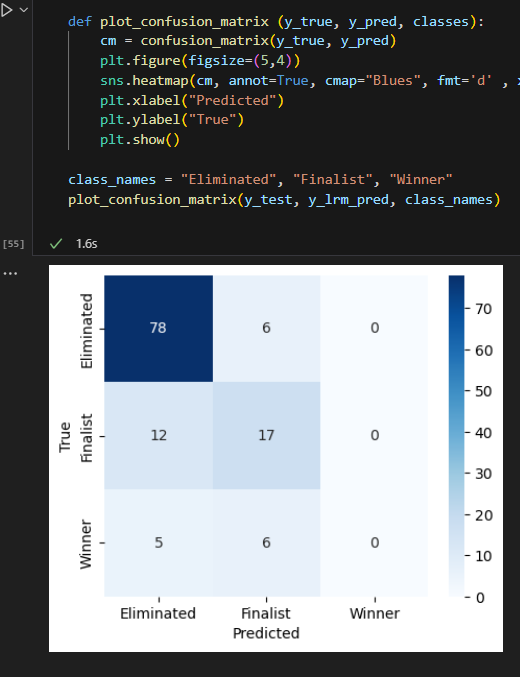 def plot_confusion_matrix (y_true, y_pred, classes):
cm = confusion_matrix(y_true, y_pred)
plt.figure(figsize=(5,4))
sns.heatmap(cm, annot=True, cmap="Blues", fmt='d' , x
plt.xlabel("Predicted")
plt.ylabel("True")
plt.show()
class_names = "Eliminated", "Finalist", "Winner"
plot_confusion_matrix(y_test, y_lrm_pred, class_names)
[55]
1.6s
...
True
Eliminated
78 6 0
Finalist
12 17 0
Winner
5 6 0
Eliminated Finalist Winner
Predicted
70
60
50
40
30
20
10
0